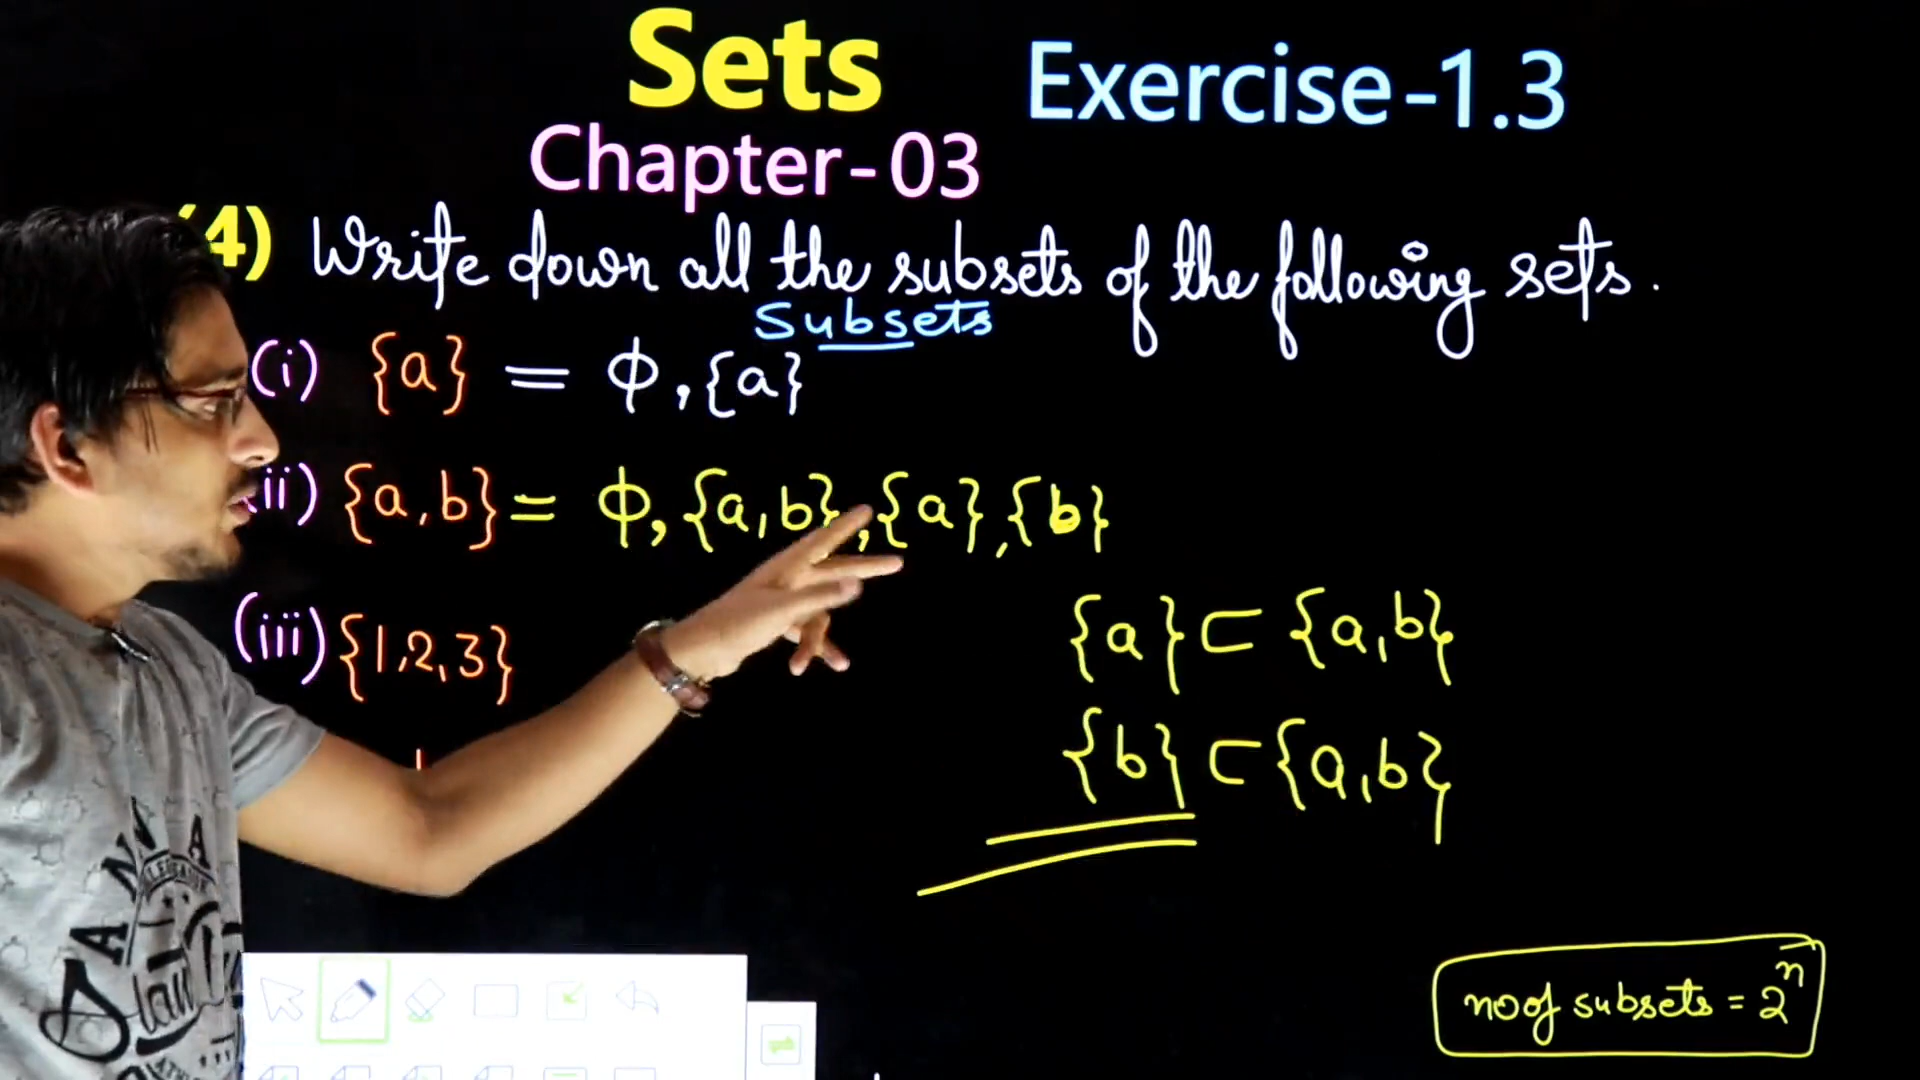 Sets
Exercise-1.3
Chapter-03
(4) Write down all the subsets of the following sets.
Subsets
(i) {a} = ϕ, {a}
ii) {a,b} = ϕ, {a,b}, {a}, {b}
(iii) {1,2,3}
{a} ⊂ {a,b}
{b} ⊂ {a,b}
no of subsets = 2^n